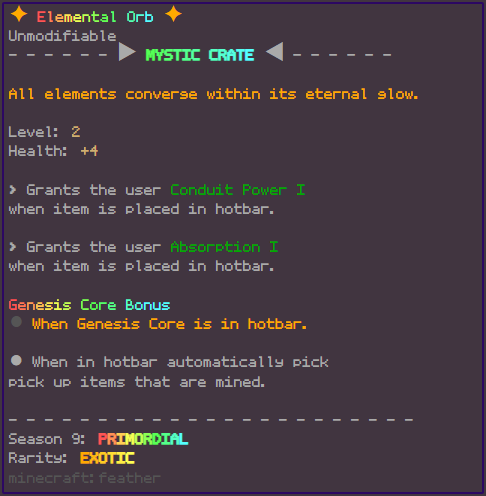 ✦ Elemental Orb ✦
Unmodifiable
- - - - - - ▶ MYSTIC CRATE ◀ - - - - - -
All elements converge within its eternal glow.
Level: 2
Health: +4
> Grants the user Conduit Power I
when item is placed in hotbar.
> Grants the user Absorption I
when item is placed in hotbar.
Genesis Core Bonus
● When Genesis Core is in hotbar.
● When in hotbar automatically pick
pick up items that are mined.
- - - - - - - - - - - - - - - - - - - - - - - -
Season 9: PRIMORDIAL
Rarity: EXOTIC
minecraft:feather